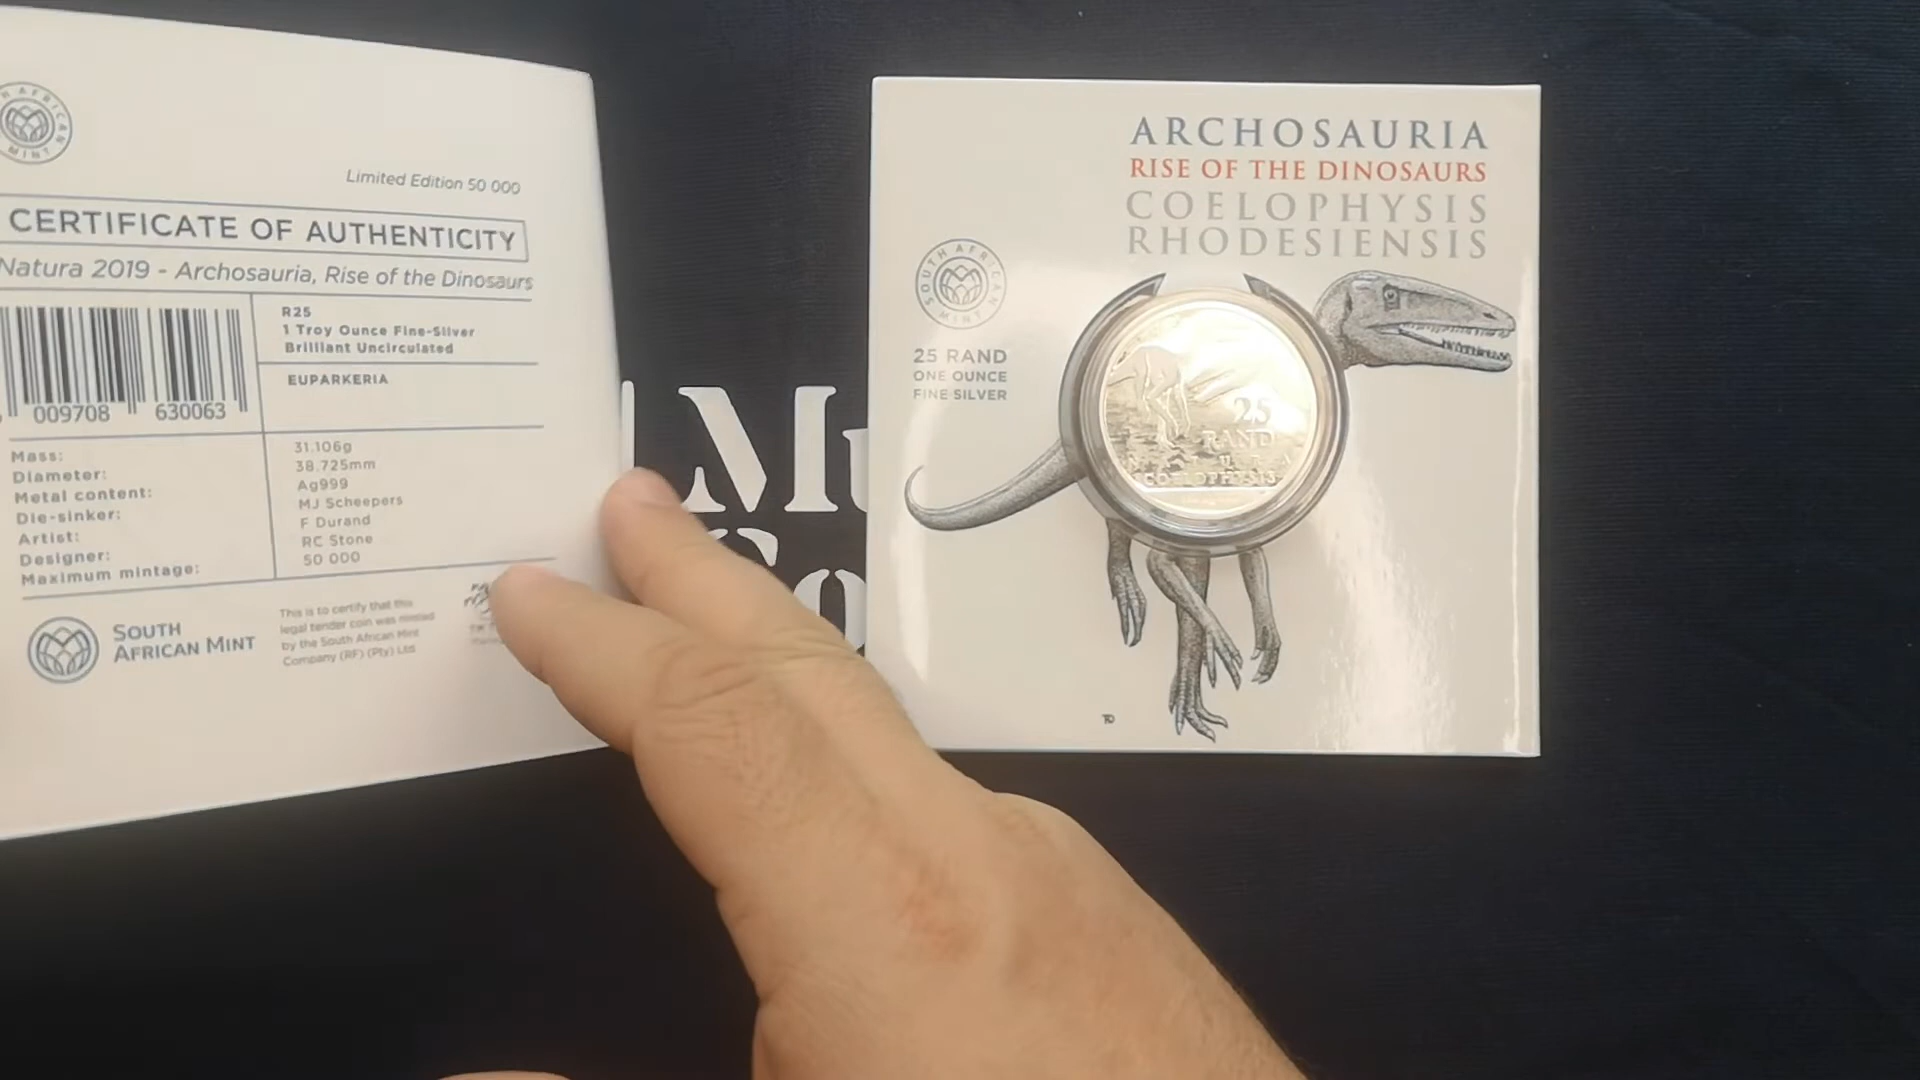 H AFRICAN
MINT
Limited Edition 50 000
CERTIFICATE OF AUTHENTICITY
Natura 2019 - Archosauria, Rise of the Dinosaurs
R25
1 Troy Ounce Fine-Silver
Brilliant Uncirculated
EUPARKERIA
009708 630063
Mass: 31.106g
Diameter: 38.725mm
Metal content: Ag999
Die-sinker: MJ Scheepers
Artist: F Durand
Designer: RC Stone
Maximum mintage: 50 000
SOUTH
AFRICAN MINT
This is to certify that this
legal tender coin was minted
by the South African Mint
Company (RF) (Pty) Ltd
ARCHOSAURIA
RISE OF THE DINOSAURS
COELOPHYSIS
RHODESIENSIS
SOUTH AFRICAN
MINT
25 RAND
ONE OUNCE
FINE SILVER
25
RAND
NATURA
COELOPHYSIS